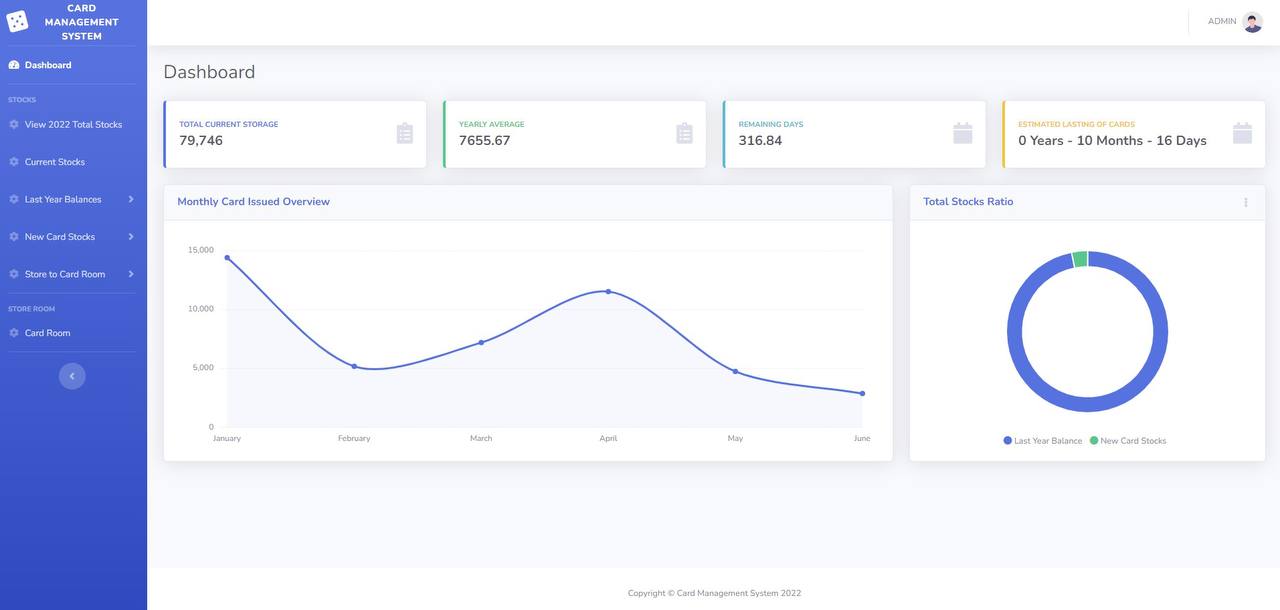 CARD
MANAGEMENT
SYSTEM
ADMIN
Dashboard
STOCKS
View 2022 Total Stocks
Current Stocks
Last Year Balances
New Card Stocks
Store to Card Room
STORE ROOM
Card Room
Dashboard
TOTAL CURRENT STORAGE
79,746
YEARLY AVERAGE
7655.67
REMAINING DAYS
316.84
ESTIMATED LASTING OF CARDS
0 Years - 10 Months - 16 Days
Monthly Card Issued Overview
15,000
10,000
5,000
0
January February March April May June
Total Stocks Ratio
Last Year Balance New Card Stocks
Copyright © Card Management System 2022